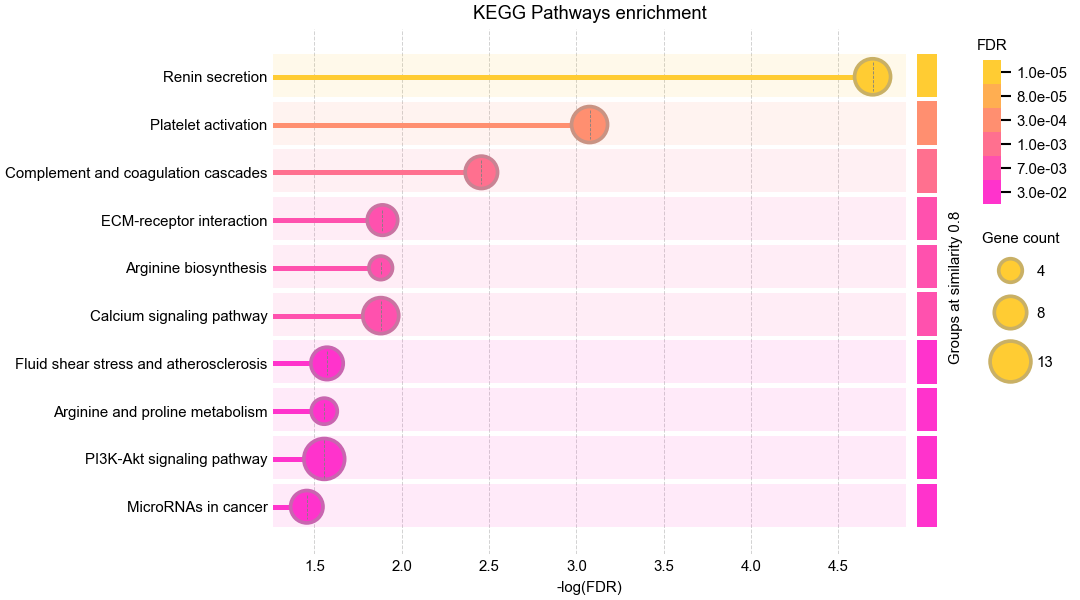 KEGG Pathways enrichment
Renin secretion
Platelet activation
Complement and coagulation cascades
ECM-receptor interaction
Arginine biosynthesis
Calcium signaling pathway
Fluid shear stress and atherosclerosis
Arginine and proline metabolism
PI3K-Akt signaling pathway
MicroRNAs in cancer
1.5 2.0 2.5 3.0 3.5 4.0 4.5
-log(FDR)
Groups at similarity 0.8
FDR
1.0e-05
8.0e-05
3.0e-04
1.0e-03
7.0e-03
3.0e-02
Gene count
4
8
13